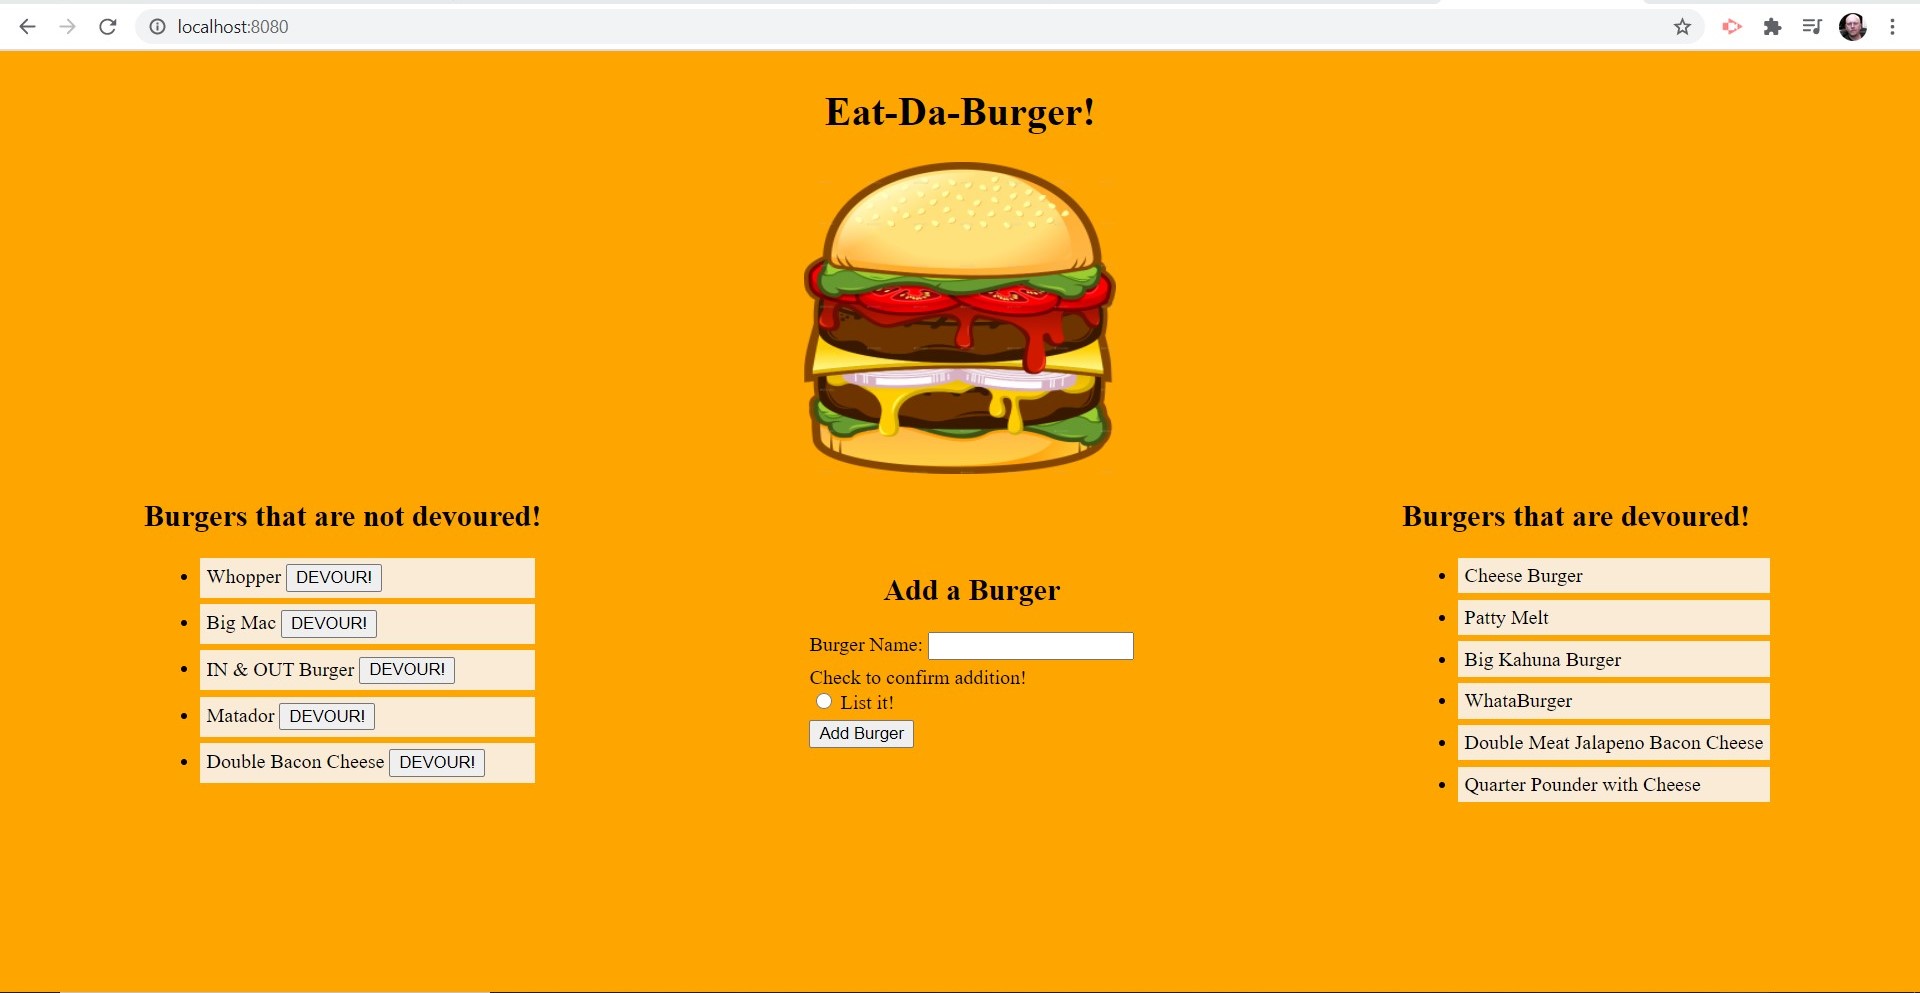 localhost:8080
Eat-Da-Burger!
Burgers that are not devoured!
Whopper DEVOUR!
Big Mac DEVOUR!
IN & OUT Burger DEVOUR!
Matador DEVOUR!
Double Bacon Cheese DEVOUR!
Add a Burger
Burger Name:
Check to confirm addition!
List it!
Add Burger
Burgers that are devoured!
Cheese Burger
Patty Melt
Big Kahuna Burger
WhataBurger
Double Meat Jalapeno Bacon Cheese
Quarter Pounder with Cheese